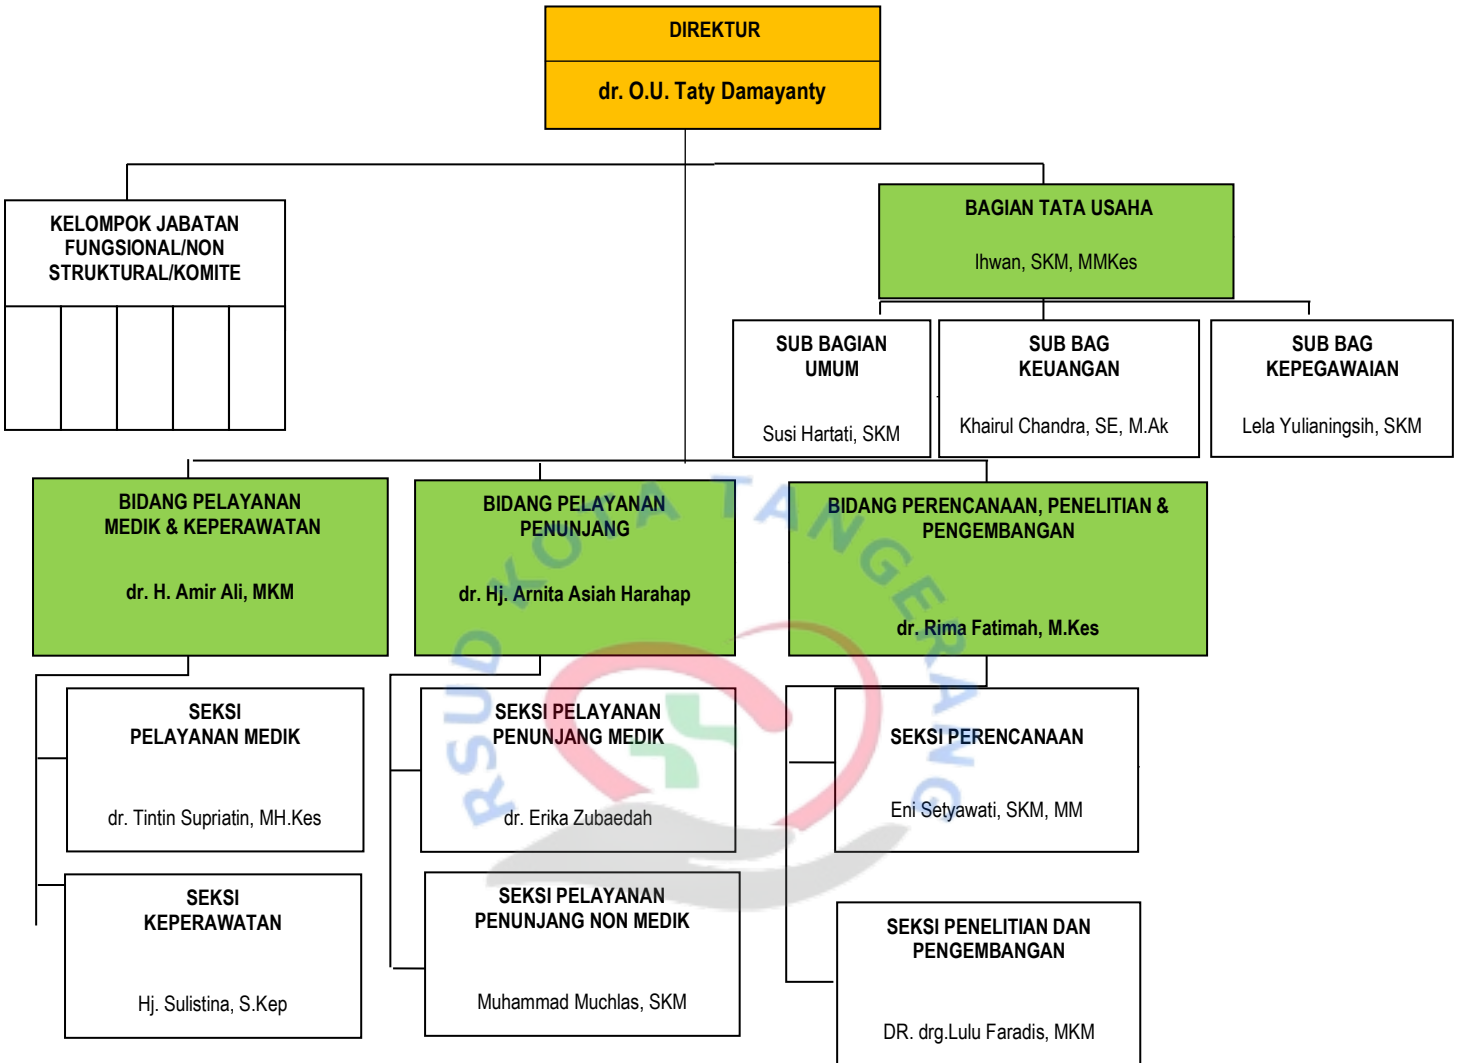 DIREKTUR
dr. O.U. Taty Damayanty
KELOMPOK JABATAN
FUNGSIONAL/NON
STRUKTURAL/KOMITE
BAGIAN TATA USAHA
Ihwan, SKM, MMKes
SUB BAGIAN
UMUM
Susi Hartati, SKM
SUB BAG
KEUANGAN
Khairul Chandra, SE, M.Ak
SUB BAG
KEPEGAWAIAN
Lela Yulianingsih, SKM
BIDANG PELAYANAN
MEDIK & KEPERAWATAN
dr. H. Amir Ali, MKM
BIDANG PELAYANAN
PENUNJANG
dr. Hj. Arnita Asiah Harahap
BIDANG PERENCANAAN, PENELITIAN &
PENGEMBANGAN
dr. Rima Fatimah, M.Kes
SEKSI
PELAYANAN MEDIK
dr. Tintin Supriatin, MH.Kes
SEKSI PELAYANAN
PENUNJANG MEDIK
dr. Erika Zubaedah
SEKSI PERENCANAAN
Eni Setyawati, SKM, MM
SEKSI
KEPERAWATAN
Hj. Sulistina, S.Kep
SEKSI PELAYANAN
PENUNJANG NON MEDIK
Muhammad Muchlas, SKM
SEKSI PENELITIAN DAN
PENGEMBANGAN
DR. drg.Lulu Faradis, MKM
RSUD KOTA TANGERANG